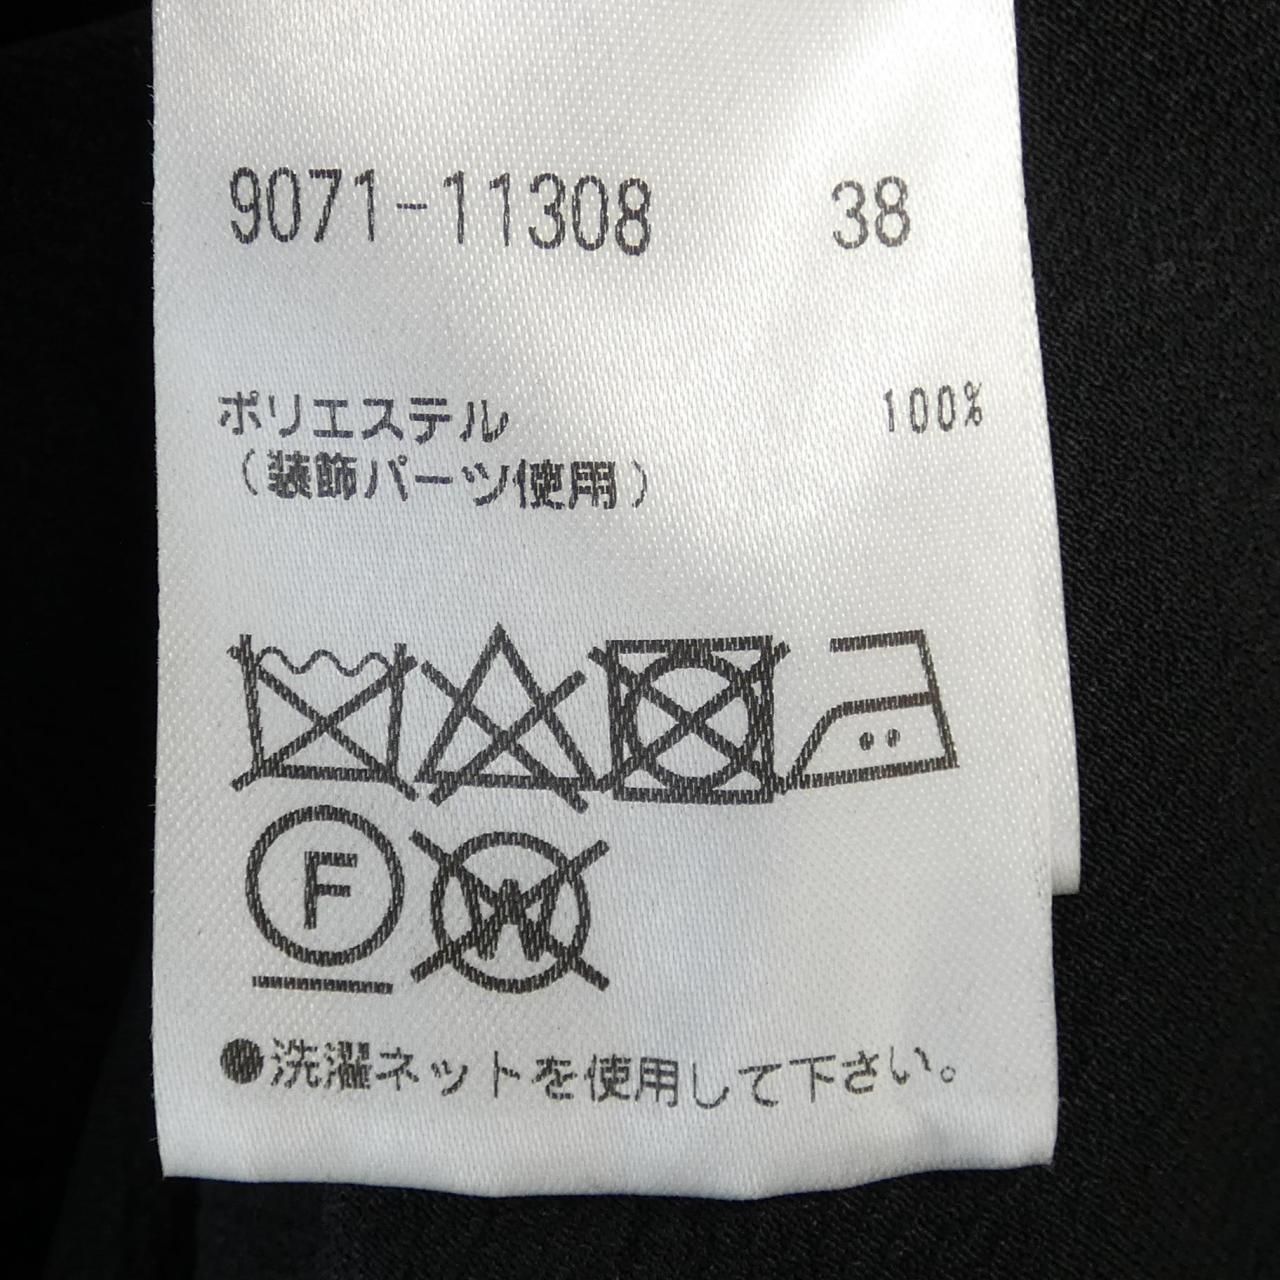 9071-11308 38
ポリエステル 100%
（装飾パーツ使用）
F
W
●洗濯ネットを使用して下さい。